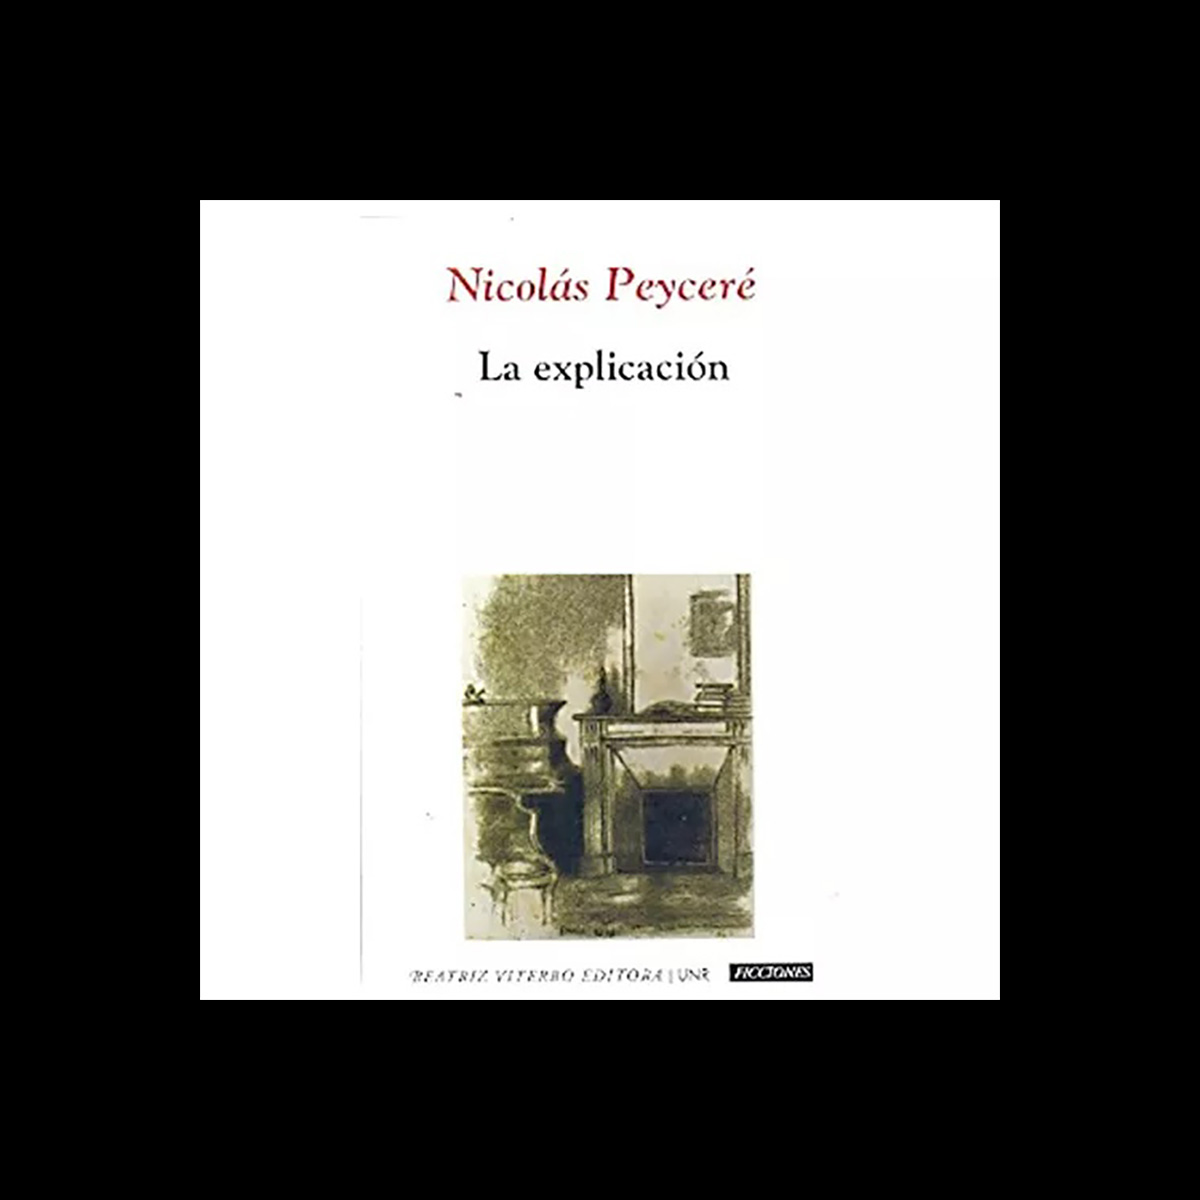 Nicolás Peyceré
La explicación
BEATRIZ VITERBO EDITORA | UNR FICCIONES